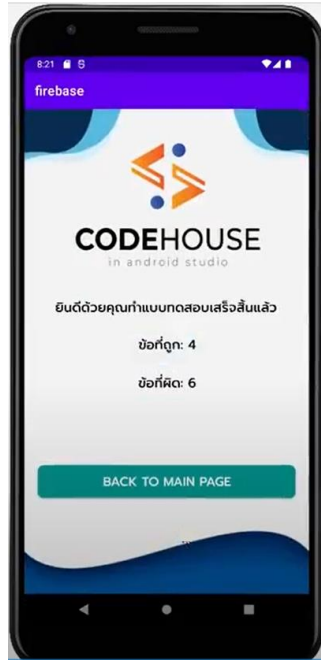 8:21
firebase
CODEHOUSE
in android studio
ยินดีด้วยคุณทำแบบทดสอบเสร็จสิ้นแล้ว
ข้อที่ถูก: 4
ข้อที่ผิด: 6
BACK TO MAIN PAGE